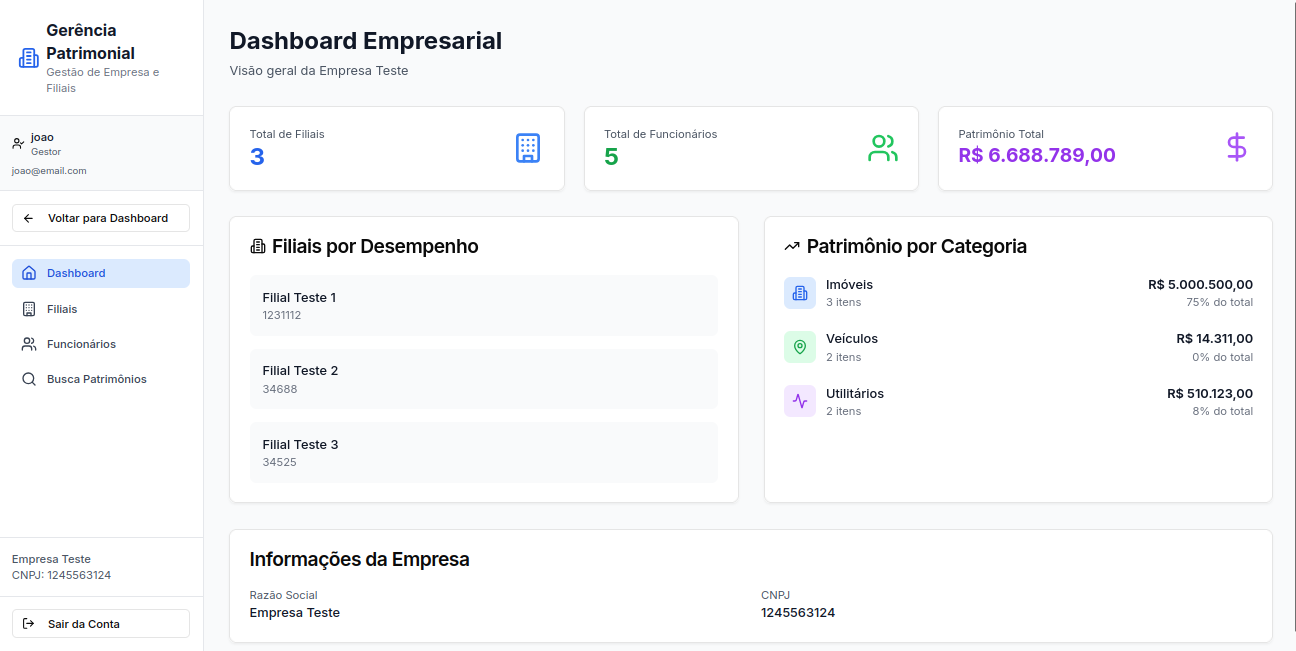 Gerência
Patrimonial
Gestão de Empresa e
Filiais
joao
Gestor
joao@email.com
Voltar para Dashboard
Dashboard
Filiais
Funcionários
Busca Patrimônios
Empresa Teste
CNPJ: 1245563124
Sair da Conta
Dashboard Empresarial
Visão geral da Empresa Teste
Total de Filiais
3
Total de Funcionários
5
Patrimônio Total
R$ 6.688.789,00
Filiais por Desempenho
Filial Teste 1
1231112
Filial Teste 2
34688
Filial Teste 3
34525
Patrimônio por Categoria
Imóveis
R$ 5.000.500,00
3 itens
75% do total
Veículos
R$ 14.311,00
2 itens
0% do total
Utilitários
R$ 510.123,00
2 itens
8% do total
Informações da Empresa
Razão Social
Empresa Teste
CNPJ
1245563124